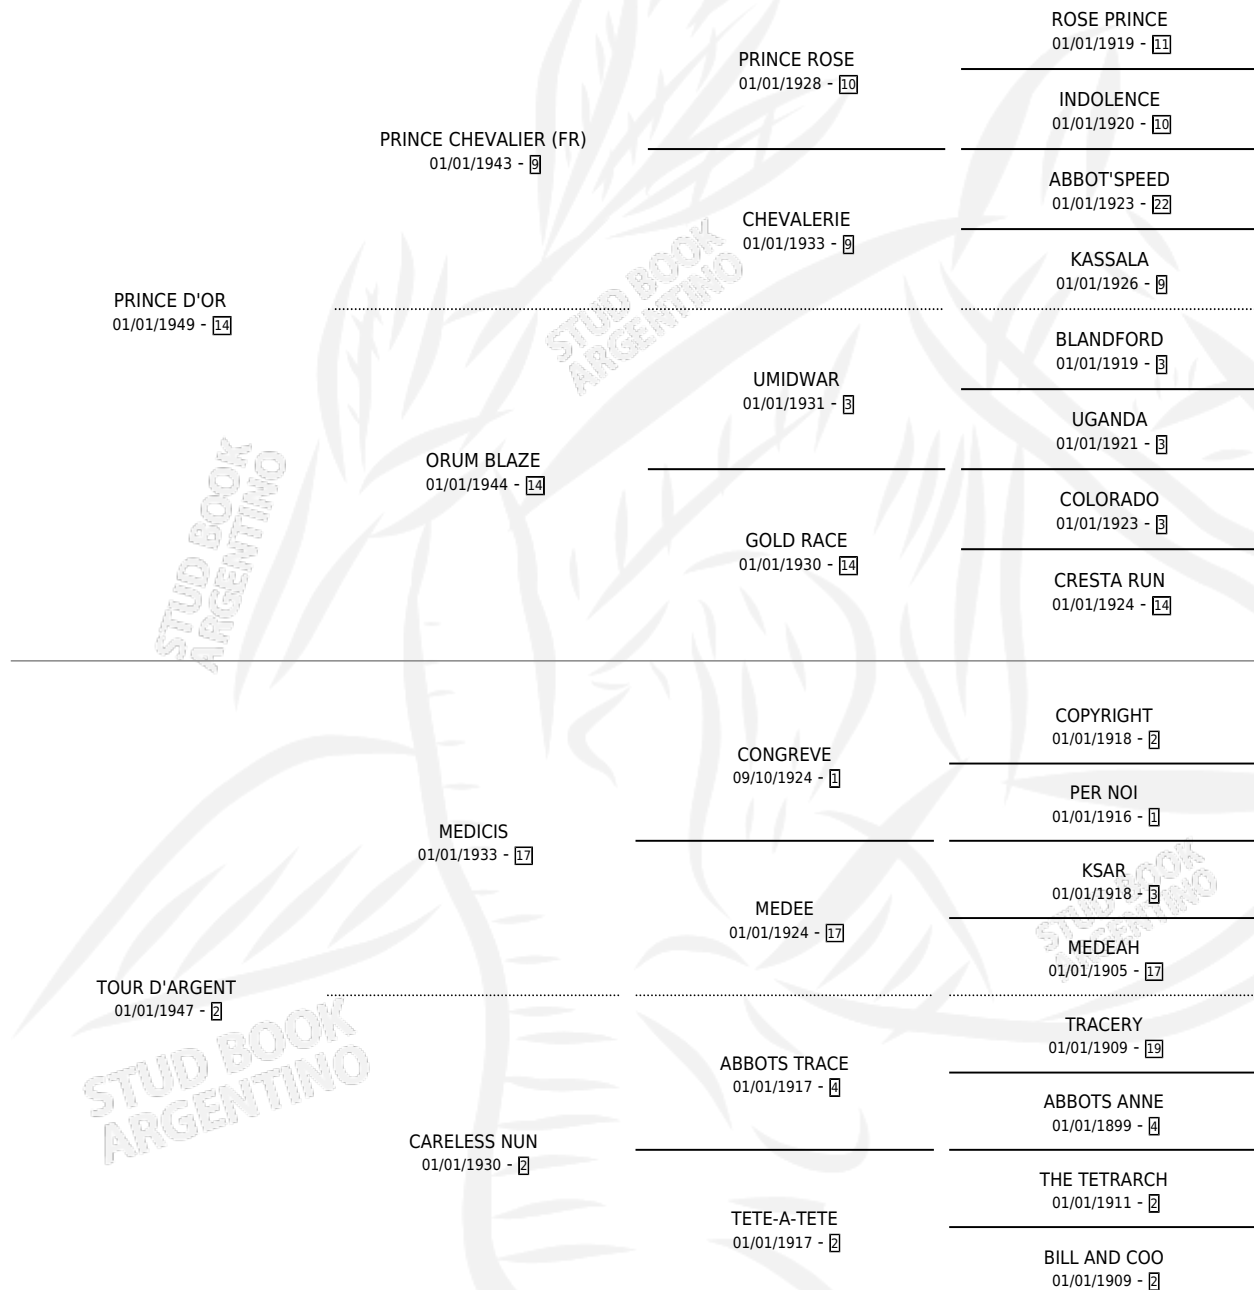 ROSE PRINCE
01/01/1919 - 11
PRINCE ROSE
01/01/1928 - 10
INDOLENCE
01/01/1920 - 10
PRINCE CHEVALIER (FR)
01/01/1943 - 9
ABBOT'SPEED
01/01/1923 - 22
CHEVALERIE
01/01/1933 - 9
KASSALA
01/01/1926 - 9
PRINCE D'OR
01/01/1949 - 14
BLANDFORD
01/01/1919 - 3
UMIDWAR
01/01/1931 - 3
UGANDA
01/01/1921 - 3
ORUM BLAZE
01/01/1944 - 14
COLORADO
01/01/1923 - 3
GOLD RACE
01/01/1930 - 14
CRESTA RUN
01/01/1924 - 14
COPYRIGHT
01/01/1918 - 2
CONGREVE
09/10/1924 - 1
PER NOI
01/01/1916 - 1
MEDICIS
01/01/1933 - 17
KSAR
01/01/1918 - 3
MEDEE
01/01/1924 - 17
MEDEAH
01/01/1905 - 17
TOUR D'ARGENT
01/01/1947 - 2
TRACERY
01/01/1909 - 19
ABBOTS TRACE
01/01/1917 - 4
ABBOTS ANNE
01/01/1899 - 4
CARELESS NUN
01/01/1930 - 2
THE TETRARCH
01/01/1911 - 2
TETE-A-TETE
01/01/1917 - 2
BILL AND COO
01/01/1909 - 2
STUD BOOK
ARGENTINO
STUD BOOK
ARGENTINO
STUD BOOK
ARGENTINO
STUD BOOK
ARGENTINO